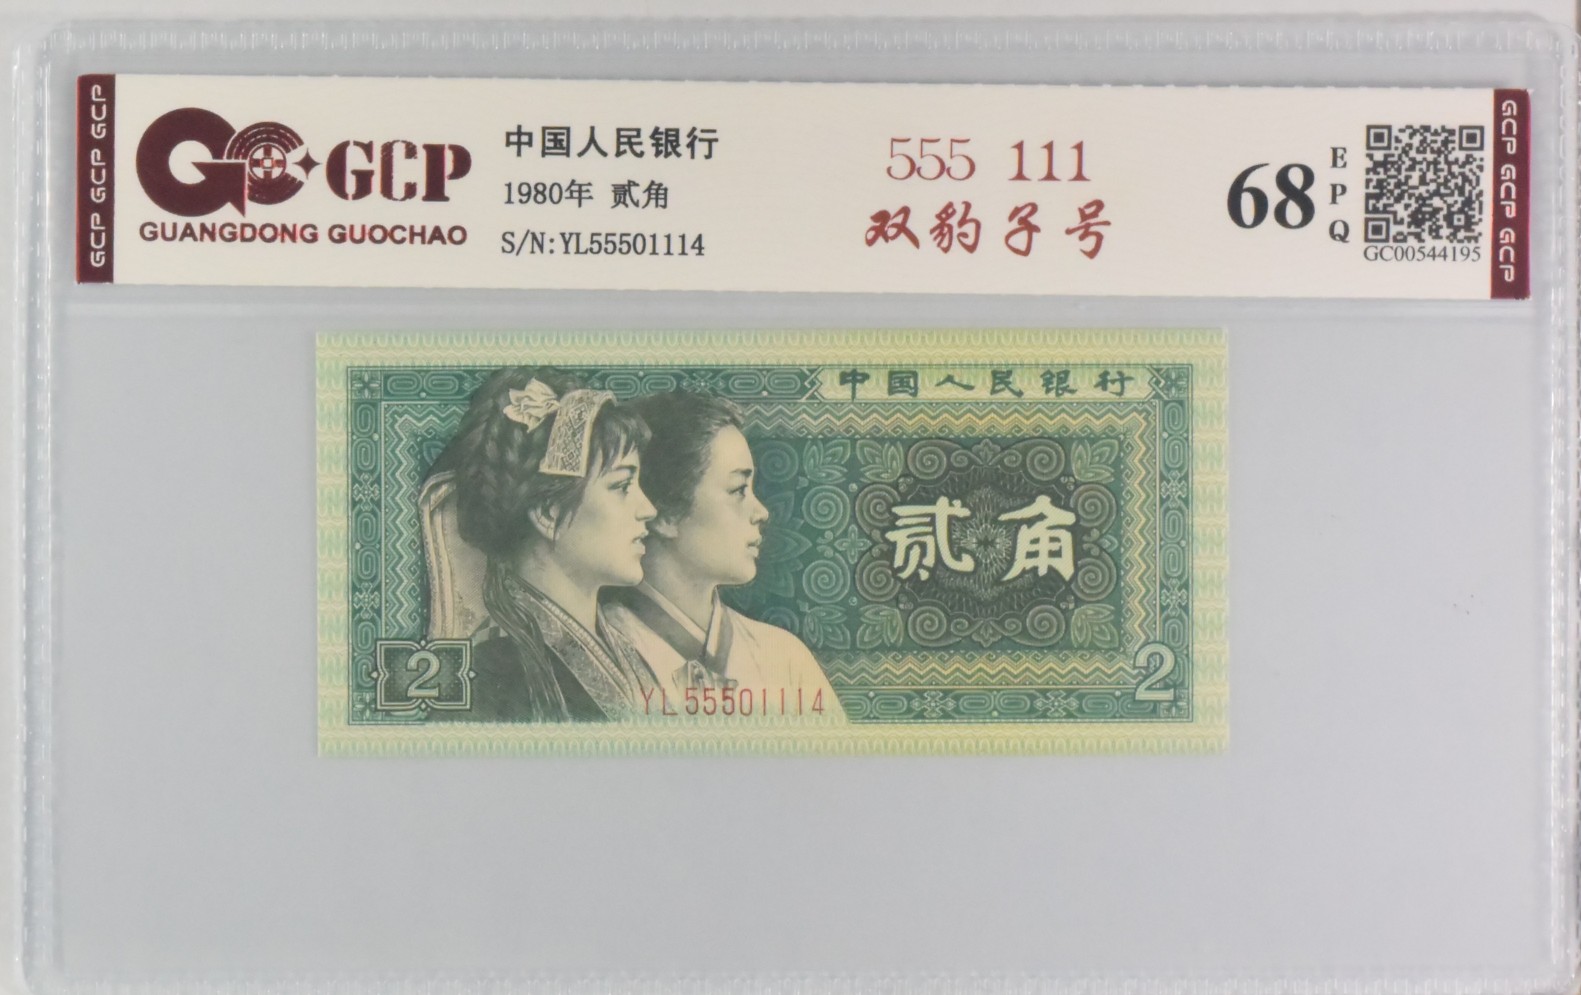 GCP GCP GCP
GCP
GUANGDONG GUOCHAO
中国人民银行
1980年 贰角
S/N:YL55501114
555 111
双豹子号
68
EPQ
GC00544195
GCP GCP GCP
中国人民银行
贰角
2
2
YL55501114